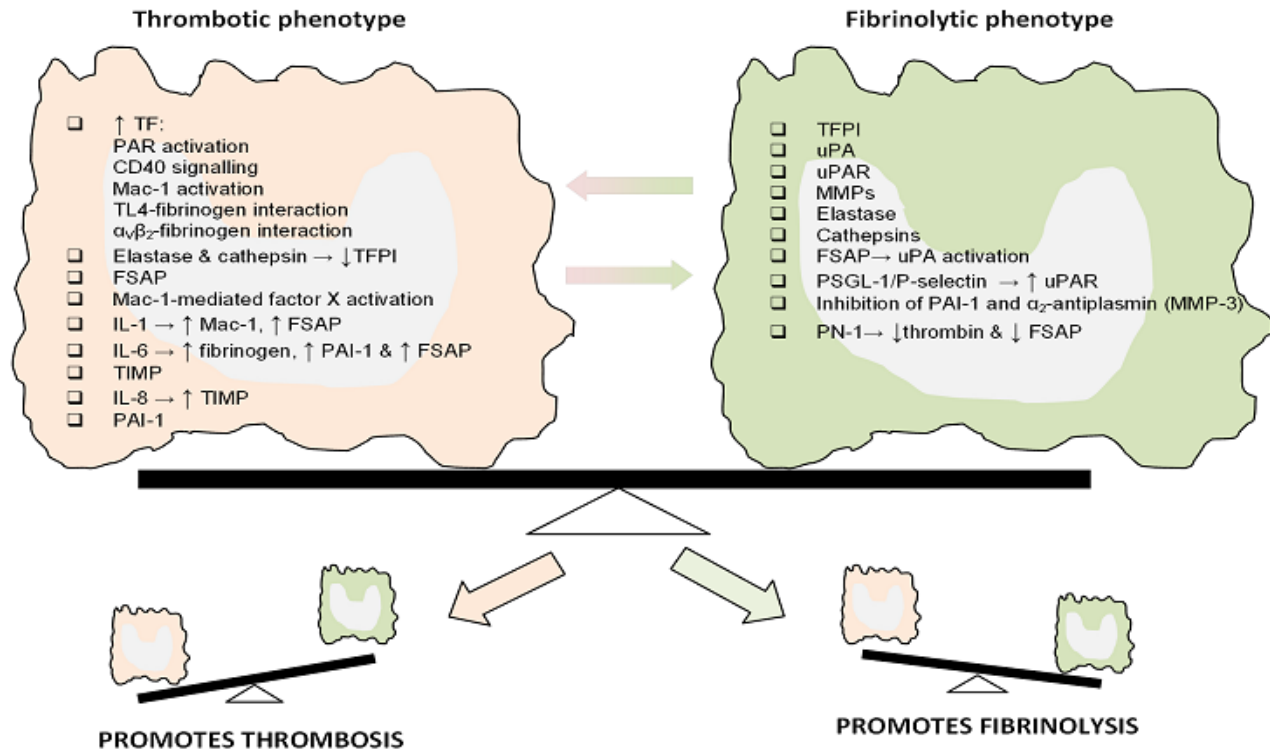 Thrombotic phenotype
↑ TF:
PAR activation
CD40 signalling
Mac-1 activation
TL4-fibrinogen interaction
αvβ2-fibrinogen interaction
Elastase & cathepsin → ↓TFPI
FSAP
Mac-1-mediated factor X activation
IL-1 → ↑ Mac-1, ↑ FSAP
IL-6 → ↑ fibrinogen, ↑ PAI-1 & ↑ FSAP
TIMP
IL-8 → ↑ TIMP
PAI-1
Fibrinolytic phenotype
TFPI
uPA
uPAR
MMPs
Elastase
Cathepsins
FSAP→ uPA activation
PSGL-1/P-selectin → ↑ uPAR
Inhibition of PAI-1 and α2-antiplasmin (MMP-3)
PN-1→ ↓thrombin & ↓ FSAP
PROMOTES THROMBOSIS
PROMOTES FIBRINOLYSIS